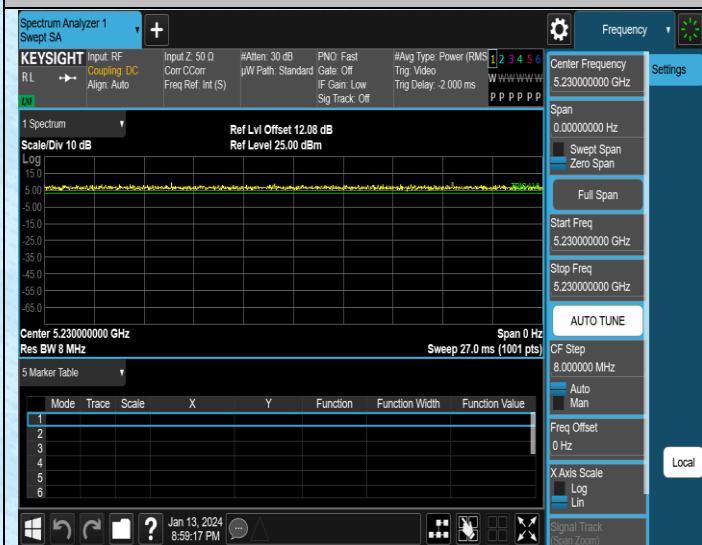 Spectrum Analyzer 1
Swept SA
Frequency
KEYSIGHT
Input: RF
Coupling: DC
Align: Auto
Input Z: 50 Ω
Corr CCorr
Freq Ref: Int (S)
#Atten: 30 dB
µW Path: Standard
PNO: Fast
Gate: Off
IF Gain: Low
Sig Track: Off
#Avg Type: Power (RMS
Trig: Video
Trig Delay: -2.000 ms
1 2 3 4 5 6
W W W W W W
P P P P P P
R L
LXI
1 Spectrum
Scale/Div 10 dB
Ref Lvl Offset 12.08 dB
Ref Level 25.00 dBm
Log
15.0
5.00
-5.00
-15.0
-25.0
-35.0
-45.0
-55.0
-65.0
Center 5.230000000 GHz
Span 0 Hz
Res BW 8 MHz
Sweep 27.0 ms (1001 pts)
5 Marker Table
Mode Trace Scale X Y Function Function Width Function Value
1
2
3
4
5
6
Jan 13, 2024
8:59:17 PM
Center Frequency
5.230000000 GHz
Span
0.00000000 Hz
Swept Span
Zero Span
Full Span
Start Freq
5.230000000 GHz
Stop Freq
5.230000000 GHz
AUTO TUNE
CF Step
8.000000 MHz
Auto
Man
Freq Offset
0 Hz
X Axis Scale
Log
Lin
Signal Track
(Span Zoom)
Settings
Local